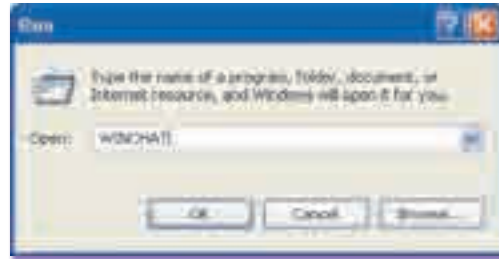 Run
Type the name of a program, folder, document, or
Internet resource, and Windows will open it for you.
Open: WINCHAT
OK Cancel Browse...